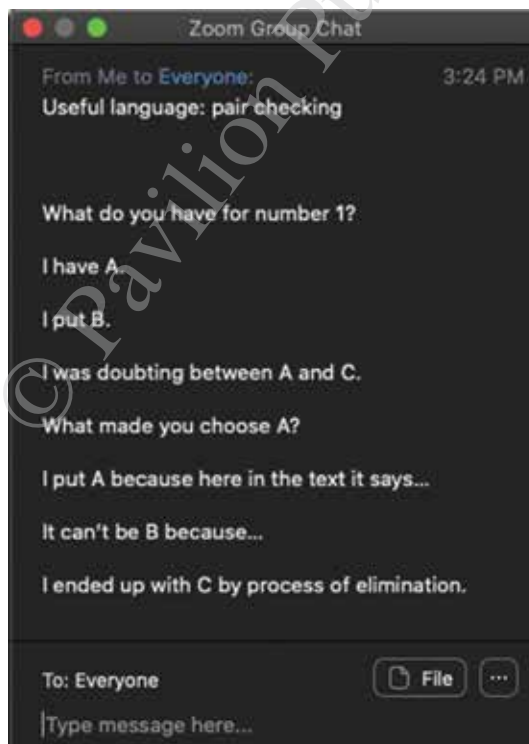 Zoom Group Chat
From Me to Everyone: 3:24 PM
Useful language: pair checking
What do you have for number 1?
I have A.
I put B.
I was doubting between A and C.
What made you choose A?
I put A because here in the text it says...
It can't be B because...
I ended up with C by process of elimination.
To: Everyone
File
...
Type message here...
© Pavilion